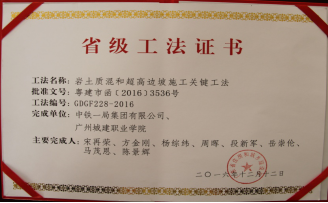 省级工法证书
工法名称：岩土质混和超高边坡施工关键工法
批准文号：粤建市函〔2016〕3536号
工法编号：GDGF228-2016
完成单位：中铁一局集团有限公司、
广州城建职业学院
主要完成人：宋再荣、方金刚、杨综纬、周晖、段新军、岳崇伦、
马茂恩、陈景辉
二〇一六年十二月十二日